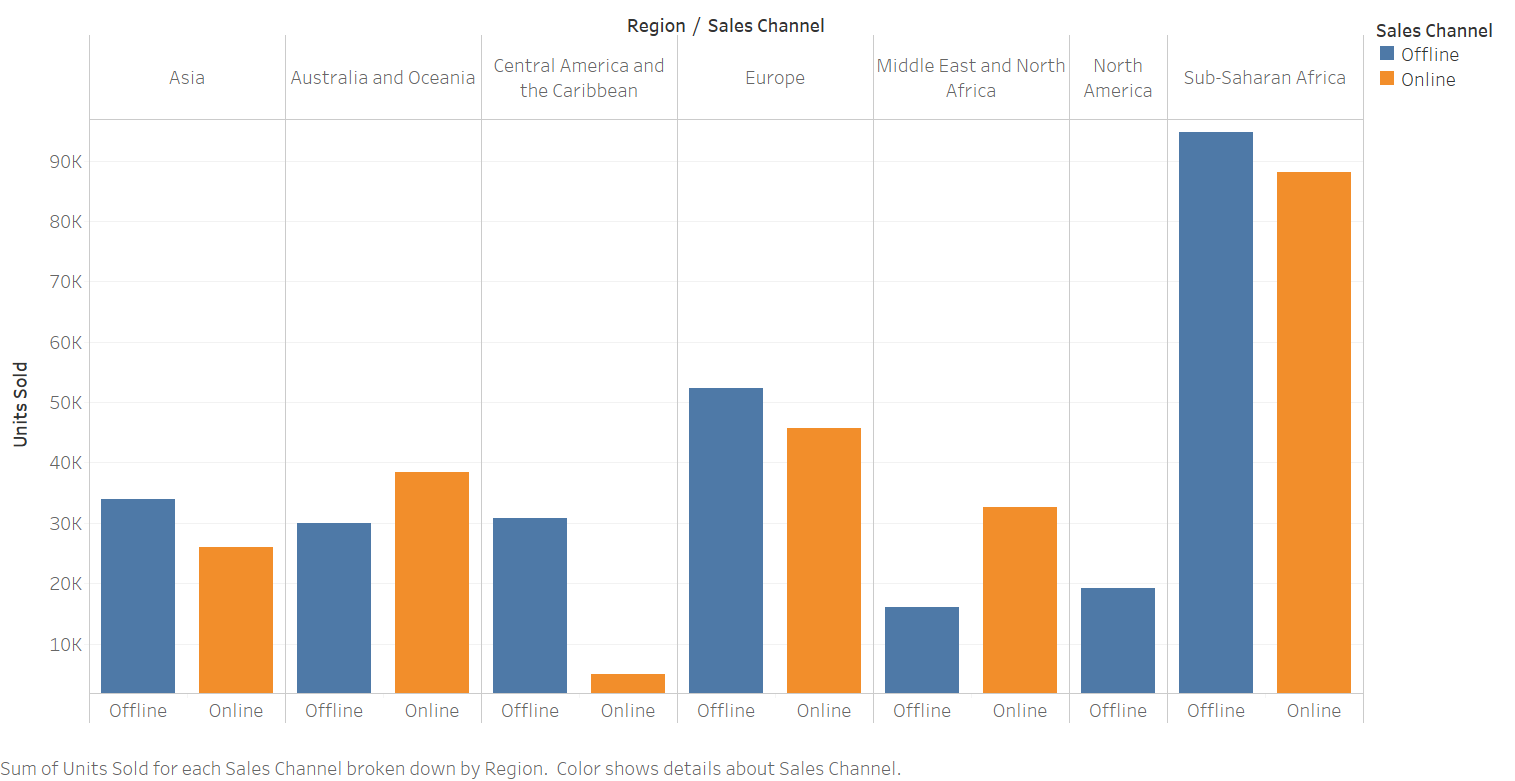 Region / Sales Channel
Asia
Australia and Oceania
Central America and
the Caribbean
Europe
Middle East and North
Africa
North
America
Sub-Saharan Africa
Sales Channel
Offline
Online
Units Sold
90K
80K
70K
60K
50K
40K
30K
20K
10K
Offline Online Offline Online Offline Online Offline Online Offline Online Offline Offline Online
Sum of Units Sold for each Sales Channel broken down by Region. Color shows details about Sales Channel.